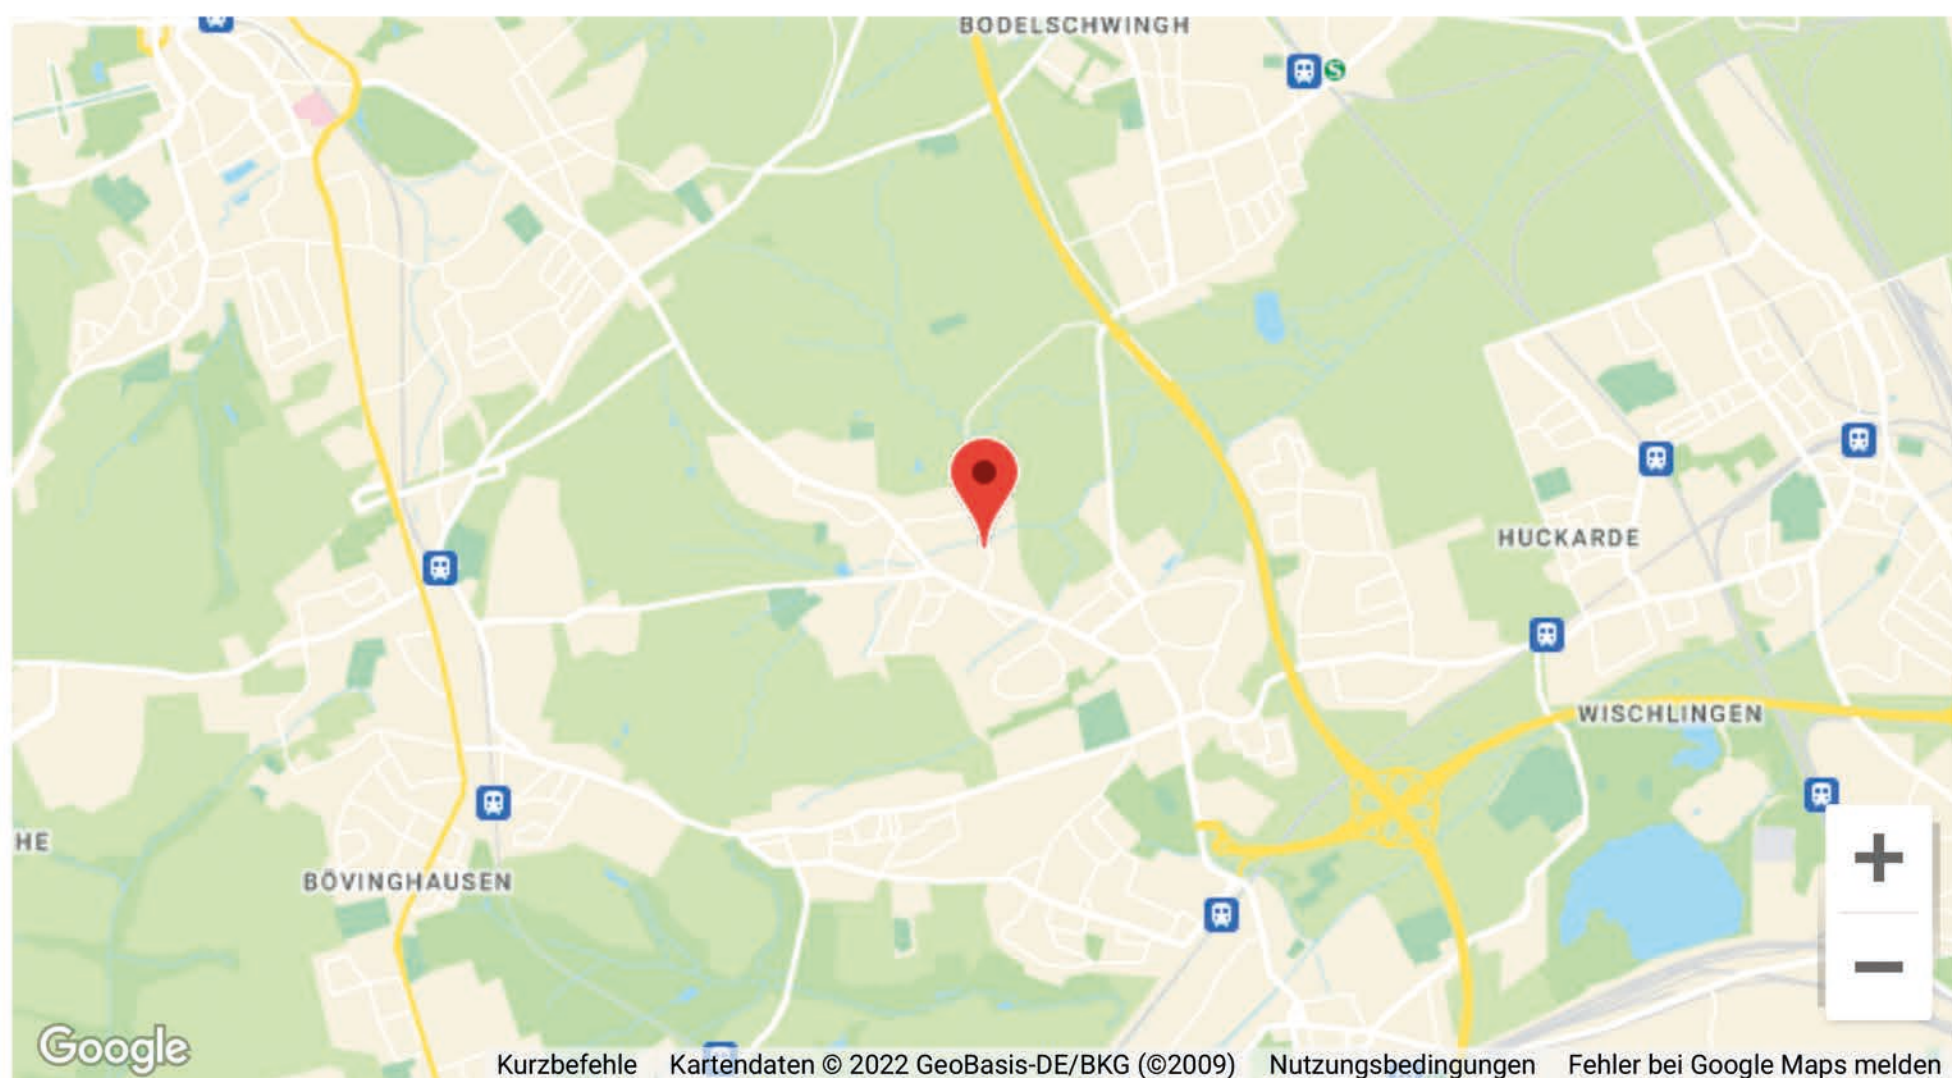 BODELSCHWINGH
S
HUCKARDE
WISCHLINGEN
HE
BÖVINGHAUSEN
+
−
Google
Kurzbefehle Kartendaten © 2022 GeoBasis-DE/BKG (©2009) Nutzungsbedingungen Fehler bei Google Maps melden